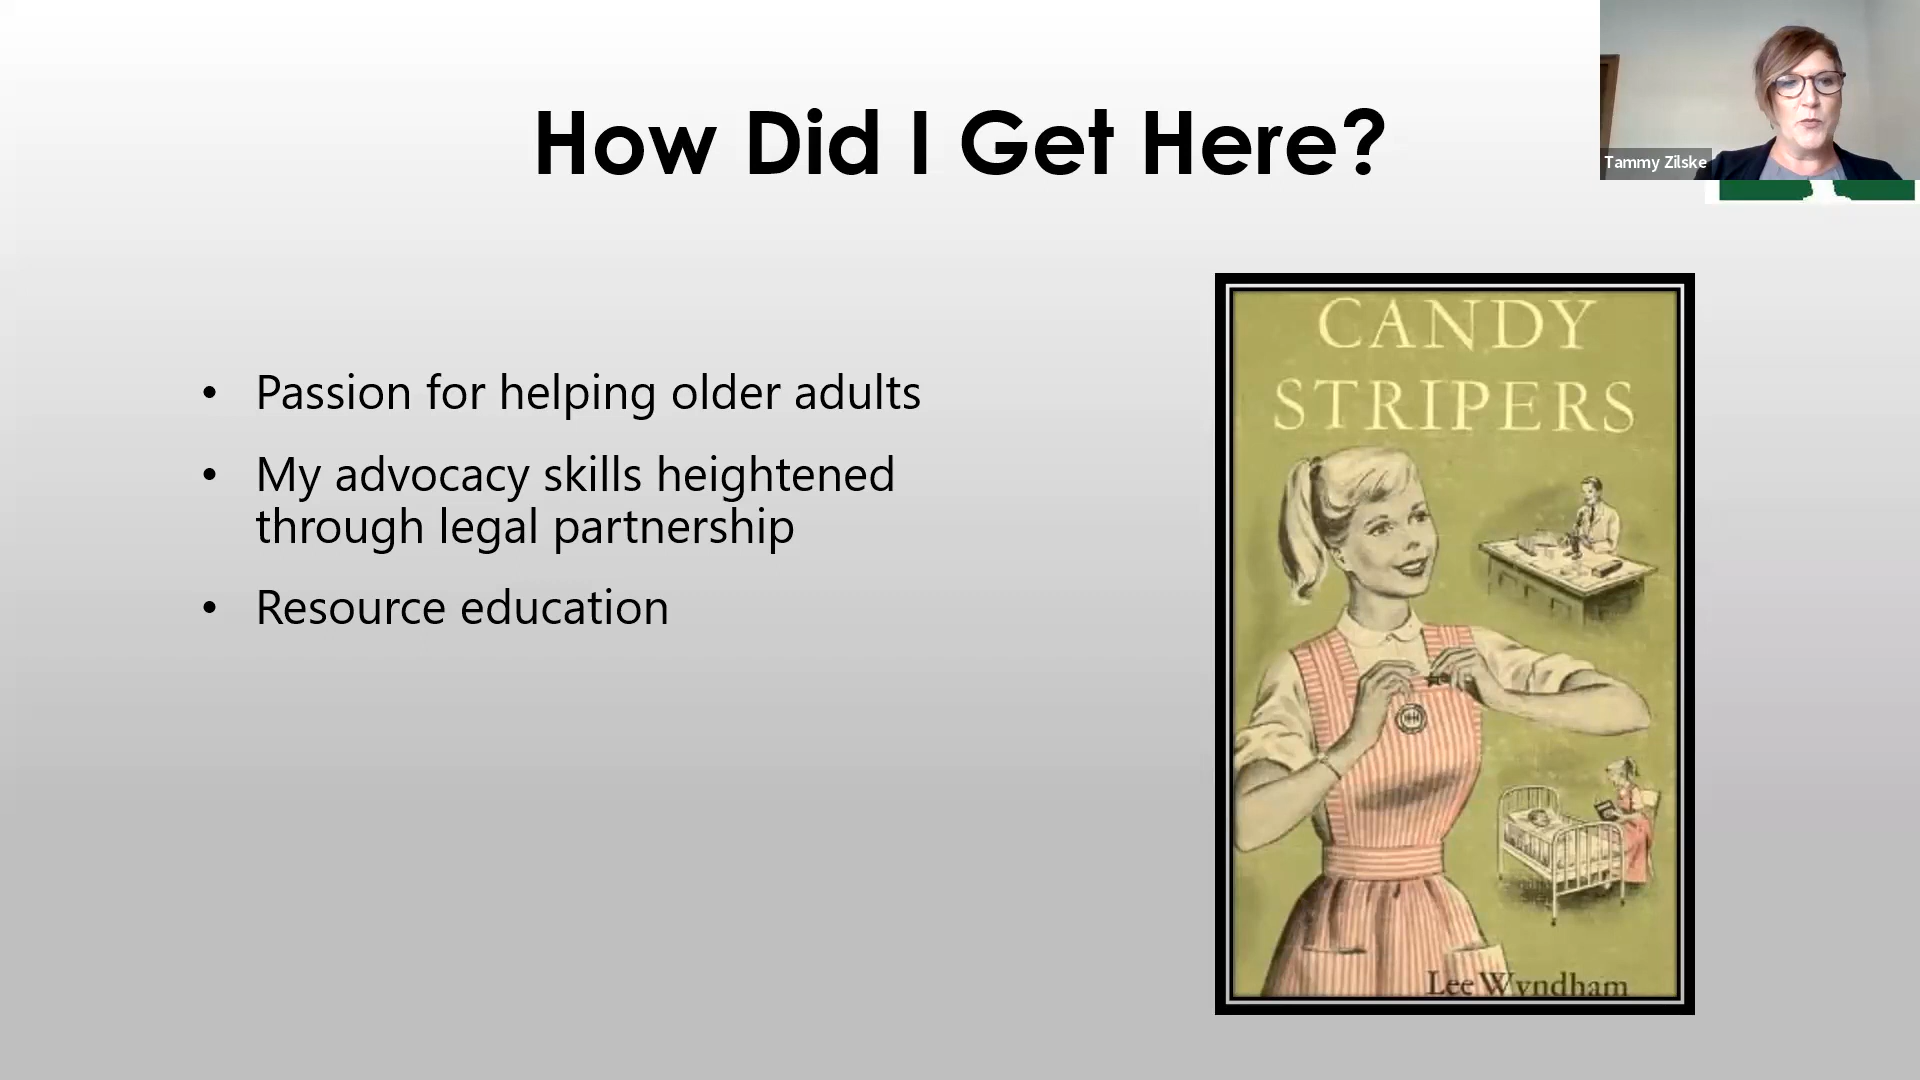 How Did I Get Here?
Tammy Zilske
• Passion for helping older adults
• My advocacy skills heightened
through legal partnership
• Resource education
CANDY
STRIPERS
Lee Wyndham